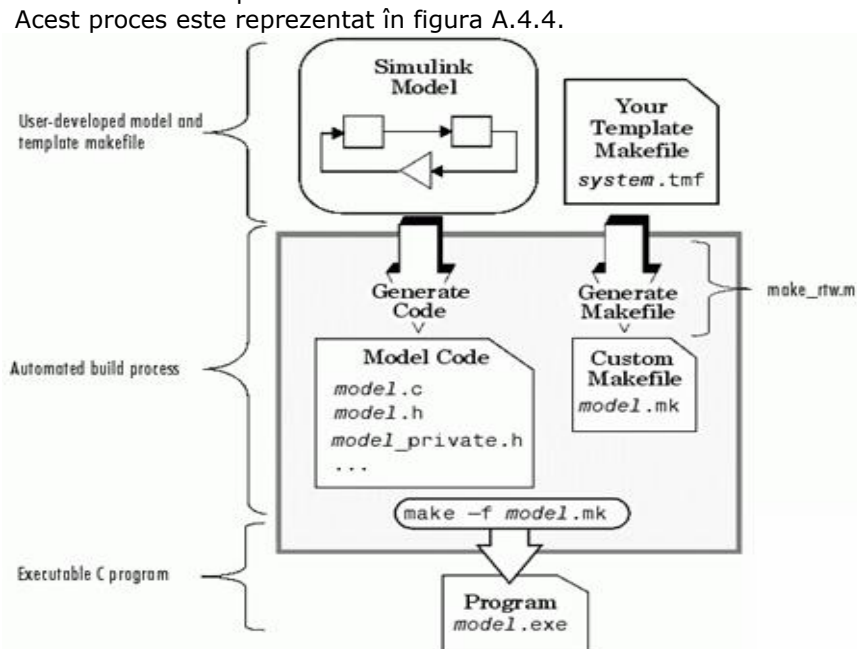 Acest proces este reprezentat în figura A.4.4.
Simulink
Model
Your
Template
Makefile
system.tmf
User-developed model and
template makefile
Generate
Code
Generate
Makefile
make_rtw.m
Automated build process
Model Code
model.c
model.h
model_private.h
...
Custom
Makefile
model.mk
make –f model.mk
Executable C program
Program
model.exe